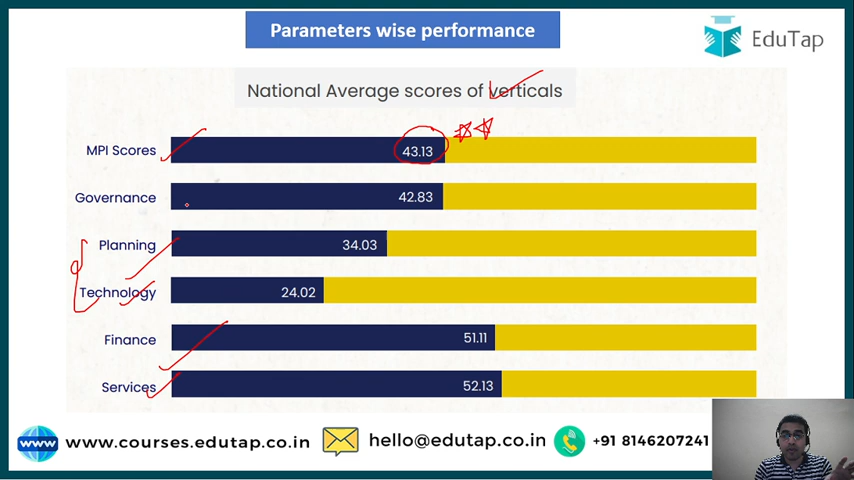 Parameters wise performance
EduTap
National Average scores of verticals
MPI Scores 43.13
Governance 42.83
Planning 34.03
Technology 24.02
Finance 51.11
Services 52.13
www www.courses.edutap.co.in hello@edutap.co.in +91 8146207241